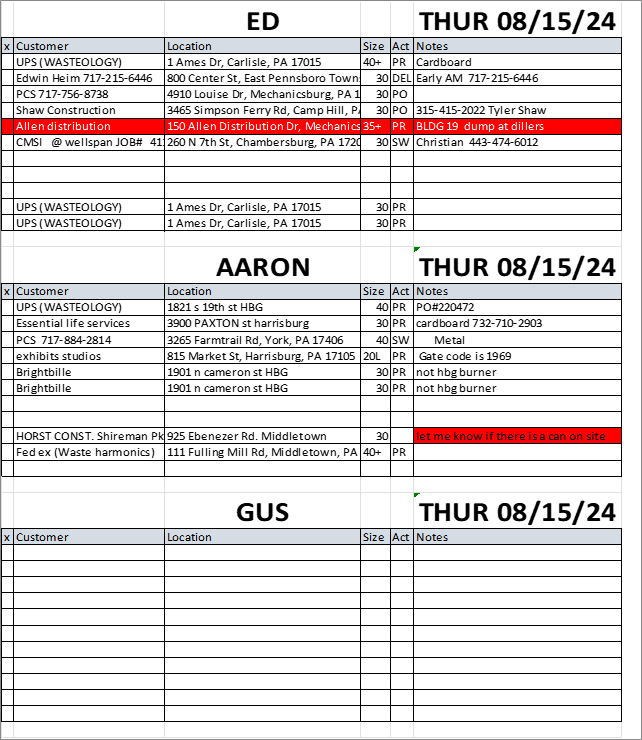 ED THUR 08/15/24
x Customer Location Size Act Notes
UPS (WASTEOLOGY) 1 Ames Dr, Carlisle, PA 17015 40+ PR Cardboard
Edwin Heim 717-215-6446 800 Center St, East Pennsboro Town 30 DEL Early AM 717-215-6446
PCS 717-756-8738 4910 Louise Dr, Mechanicsburg, PA 1 30 PO
Shaw Construction 3465 Simpson Ferry Rd, Camp Hill, P 30 PO 315-415-2022 Tyler Shaw
Allen distribution 150 Allen Distribution Dr, Mechanics 35+ PR BLDG 19 dump at dillers
CMSI @ wellspan JOB# 41 260 N 7th St, Chambersburg, PA 1720 30 SW Christian 443-474-6012
UPS (WASTEOLOGY) 1 Ames Dr, Carlisle, PA 17015 30 PR
UPS (WASTEOLOGY) 1 Ames Dr, Carlisle, PA 17015 30 PR
AARON THUR 08/15/24
x Customer Location Size Act Notes
UPS (WASTEOLOGY) 1821 s 19th st HBG 40 PR PO#220472
Essential life services 3900 PAXTON st harrisburg 30 PR cardboard 732-710-2903
PCS 717-884-2814 3265 Farmtrail Rd, York, PA 17406 40 SW Metal
exhibits studios 815 Market St, Harrisburg, PA 17105 20L PR Gate code is 1969
Brightbille 1901 n cameron st HBG 30 PR not hbg burner
Brightbille 1901 n cameron st HBG 30 PR not hbg burner
HORST CONST. Shireman Pk 925 Ebenezer Rd. Middletown 30 let me know if there is a can on site
Fed ex (Waste harmonics) 111 Fulling Mill Rd, Middletown, PA 40+ PR
GUS THUR 08/15/24
x Customer Location Size Act Notes